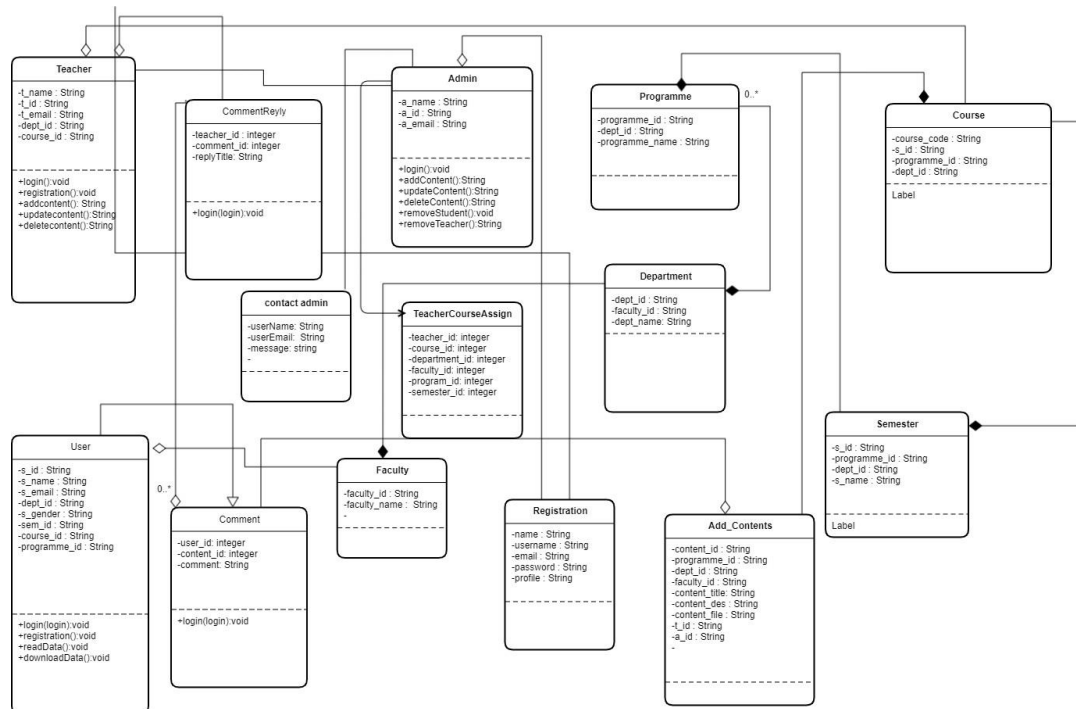 Teacher
-t_name : String
-t_id : String
-t_email : String
-dept_id : String
-course_id : String
+login():void
+registration():void
+addcontent(): String
+updatecontent():String
+deletecontent():String
CommentReyly
-teacher_id : integer
-comment_id: integer
-replyTitle: String
+login(login):void
Admin
-a_name : String
-a_id : String
-a_email : String
+login():void
+addContent():String
+updateContent():String
+deleteContent():String
+removeStudent():void
+removeTeacher():String
Programme
-programme_id : String
-dept_id : String
-programme_name : String
0..*
Course
-course_code : String
-s_id : String
-programme_id : String
-dept_id : String
Label
contact admin
-userName: String
-userEmail: String
-message: string
-
TeacherCourseAssign
-teacher_id: integer
-course_id: integer
-department_id: integer
-faculty_id: integer
-program_id: integer
-semester_id: integer
Department
-dept_id : String
-faculty_id : String
-dept_name: String
User
-s_id : String
-s_name : String
-s_email : String
-dept_id : String
-s_gender : String
-sem_id : String
-course_id : String
-programme_id : String
+login(login):void
+registration():void
+readData():void
+downloadData():void
0..*
Comment
-user_id: integer
-content_id: integer
-comment: String
+login(login):void
Faculty
-faculty_id : String
-faculty_name : String
-
Registration
-name : String
-username : String
-email : String
-password : String
-profile : String
Add_Contents
-content_id : String
-programme_id : String
-dept_id : String
-faculty_id : String
-content_title: String
-content_des : String
-content_file : String
-t_id : String
-a_id : String
-
Semester
-s_id : String
-programme_id : String
-dept_id : String
-s_name : String
Label